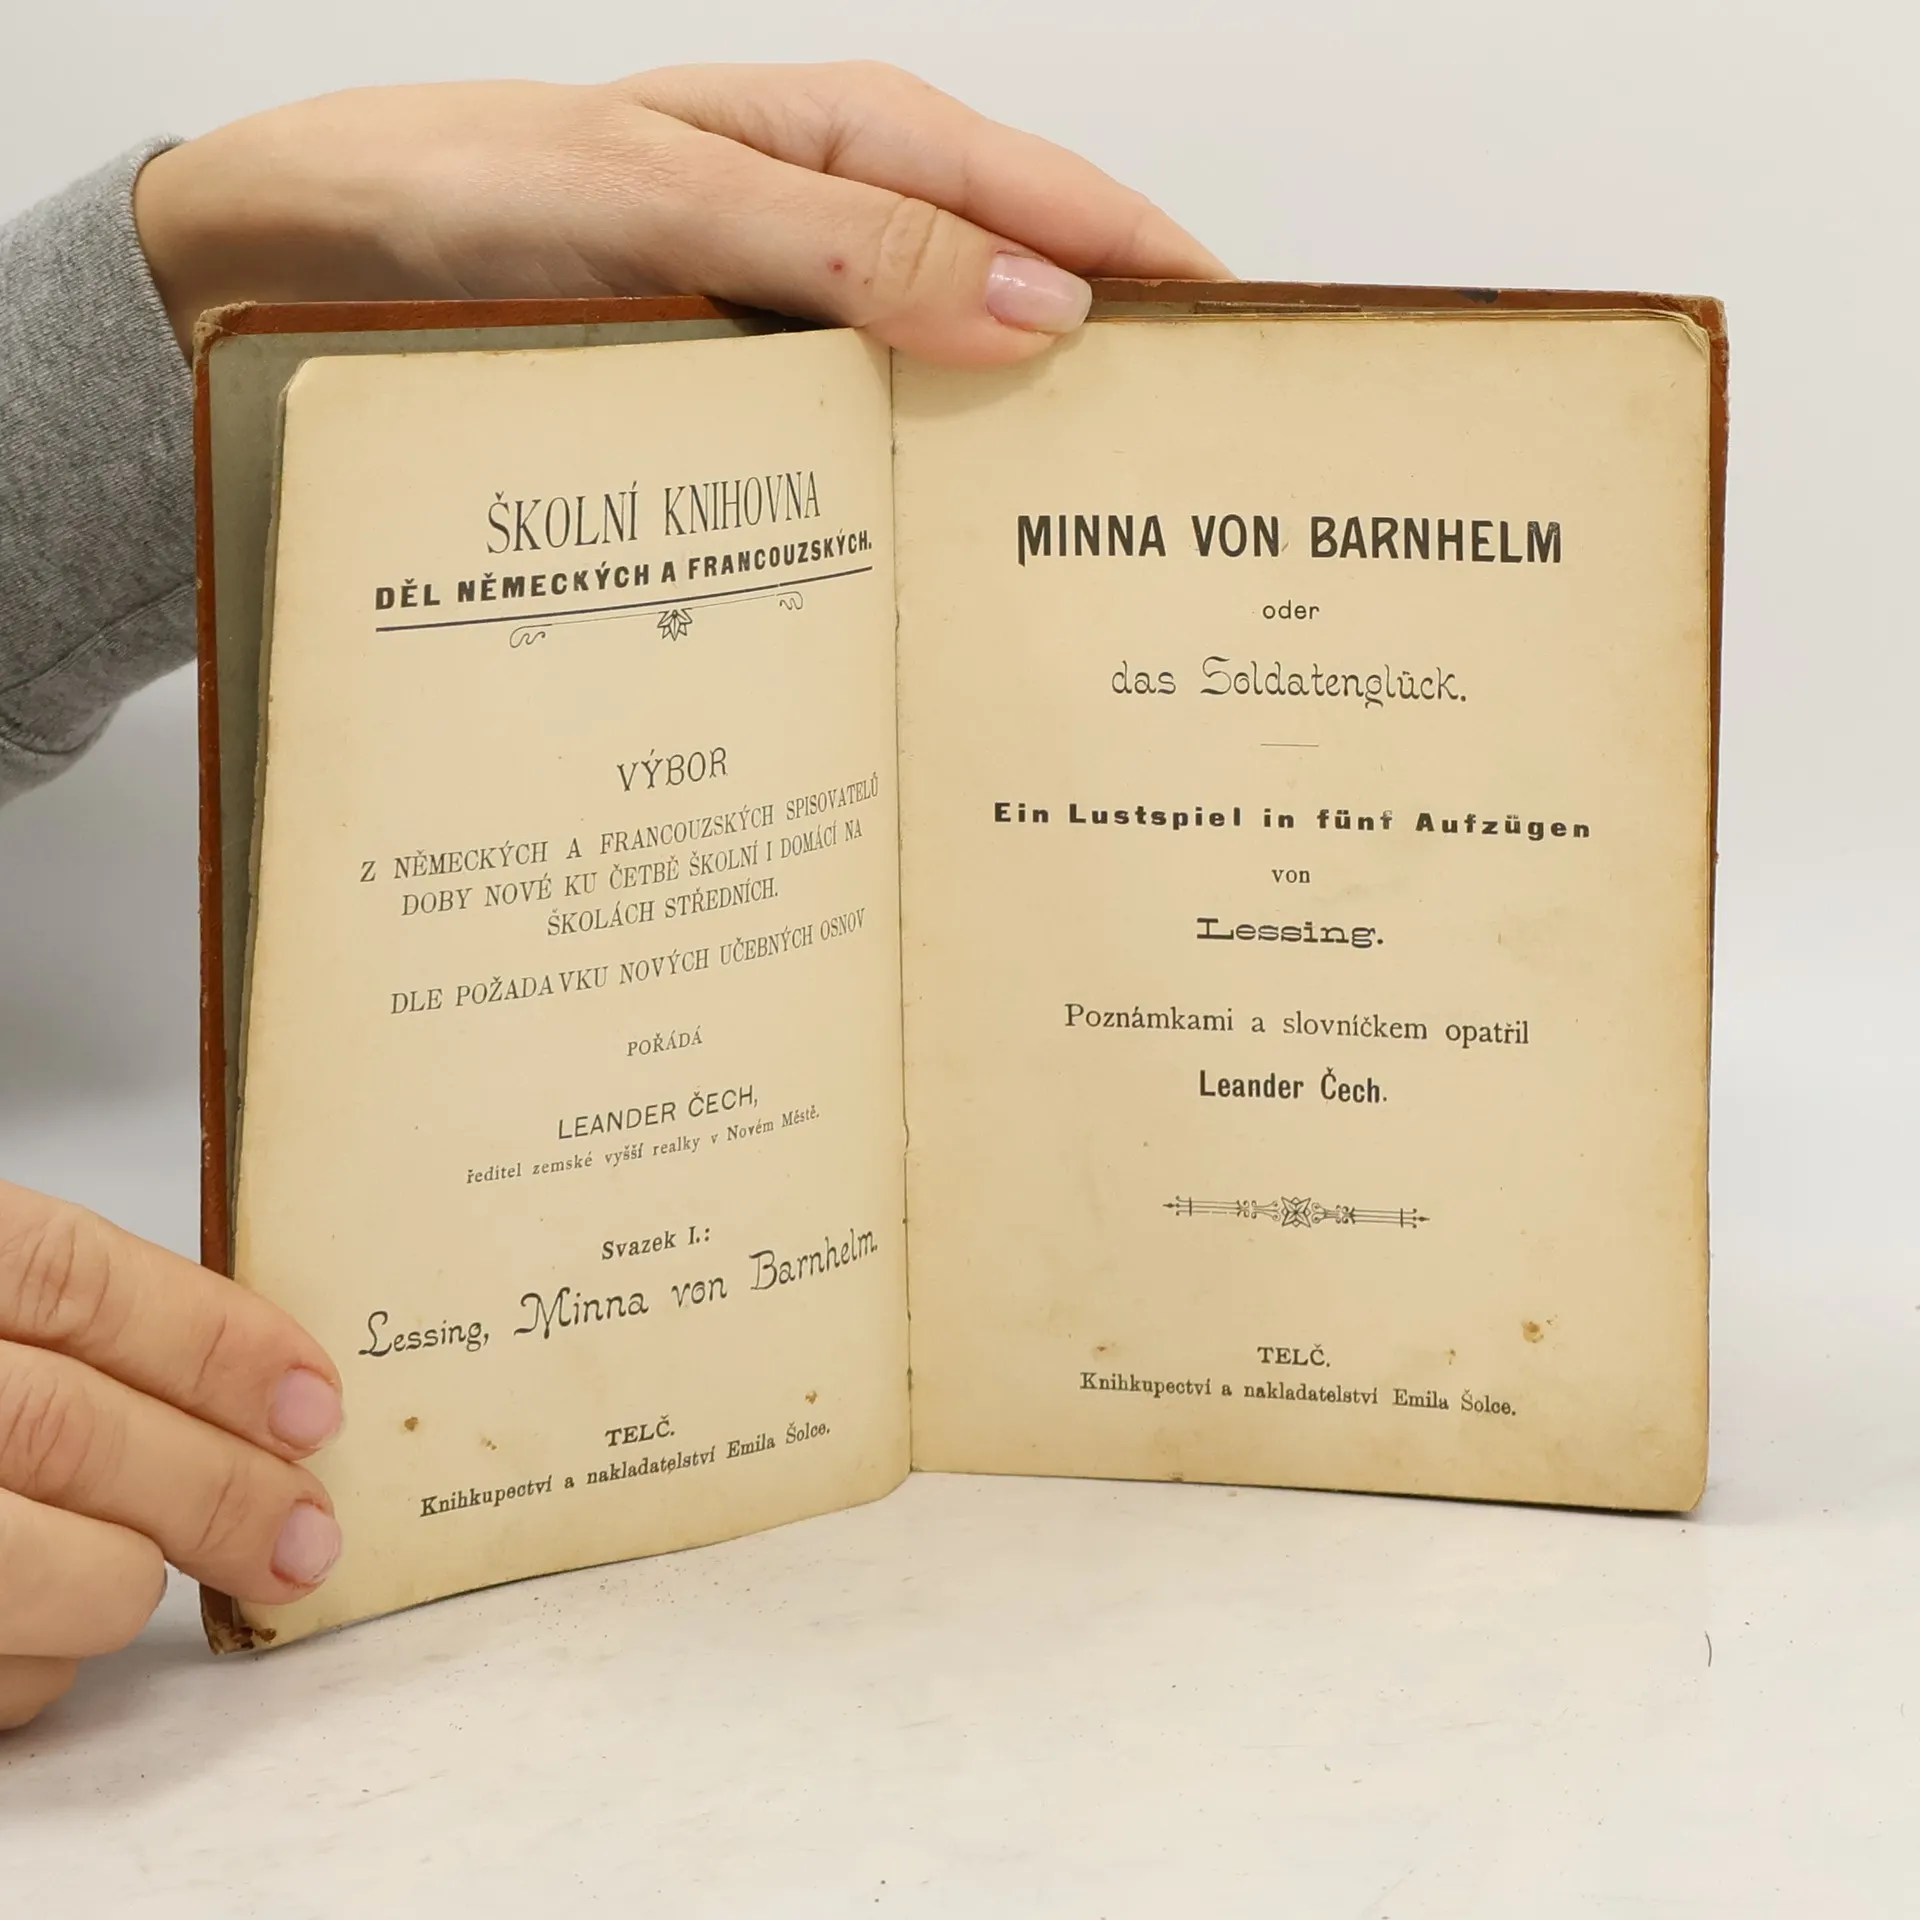 ŠKOLNÍ KNIHOVNA
DĚL NĚMECKÝCH A FRANCOUZSKÝCH.
VÝBOR
Z NĚMECKÝCH A FRANCOUZSKÝCH SPISOVATELŮ
DOBY NOVÉ KU ČETBĚ ŠKOLNÍ I DOMÁCÍ NA
ŠKOLÁCH STŘEDNÍCH.
DLE POŽADAVKU NOVÝCH UČEBNÝCH OSNOV
POŘÁDÁ
LEANDER ČECH,
ředitel zemské vyšší realky v Novém Městě.
Svazek I.:
Lessing, Minna von Barnhelm.
TELČ.
Knihkupectví a nakladatelství Emila Šolce.
MINNA VON BARNHELM
oder
das Soldatenglück.
Ein Lustspiel in fünf Aufzügen
von
Lessing.
Poznámkami a slovníčkem opatřil
Leander Čech.
TELČ.
Knihkupectví a nakladatelství Emila Šolce.